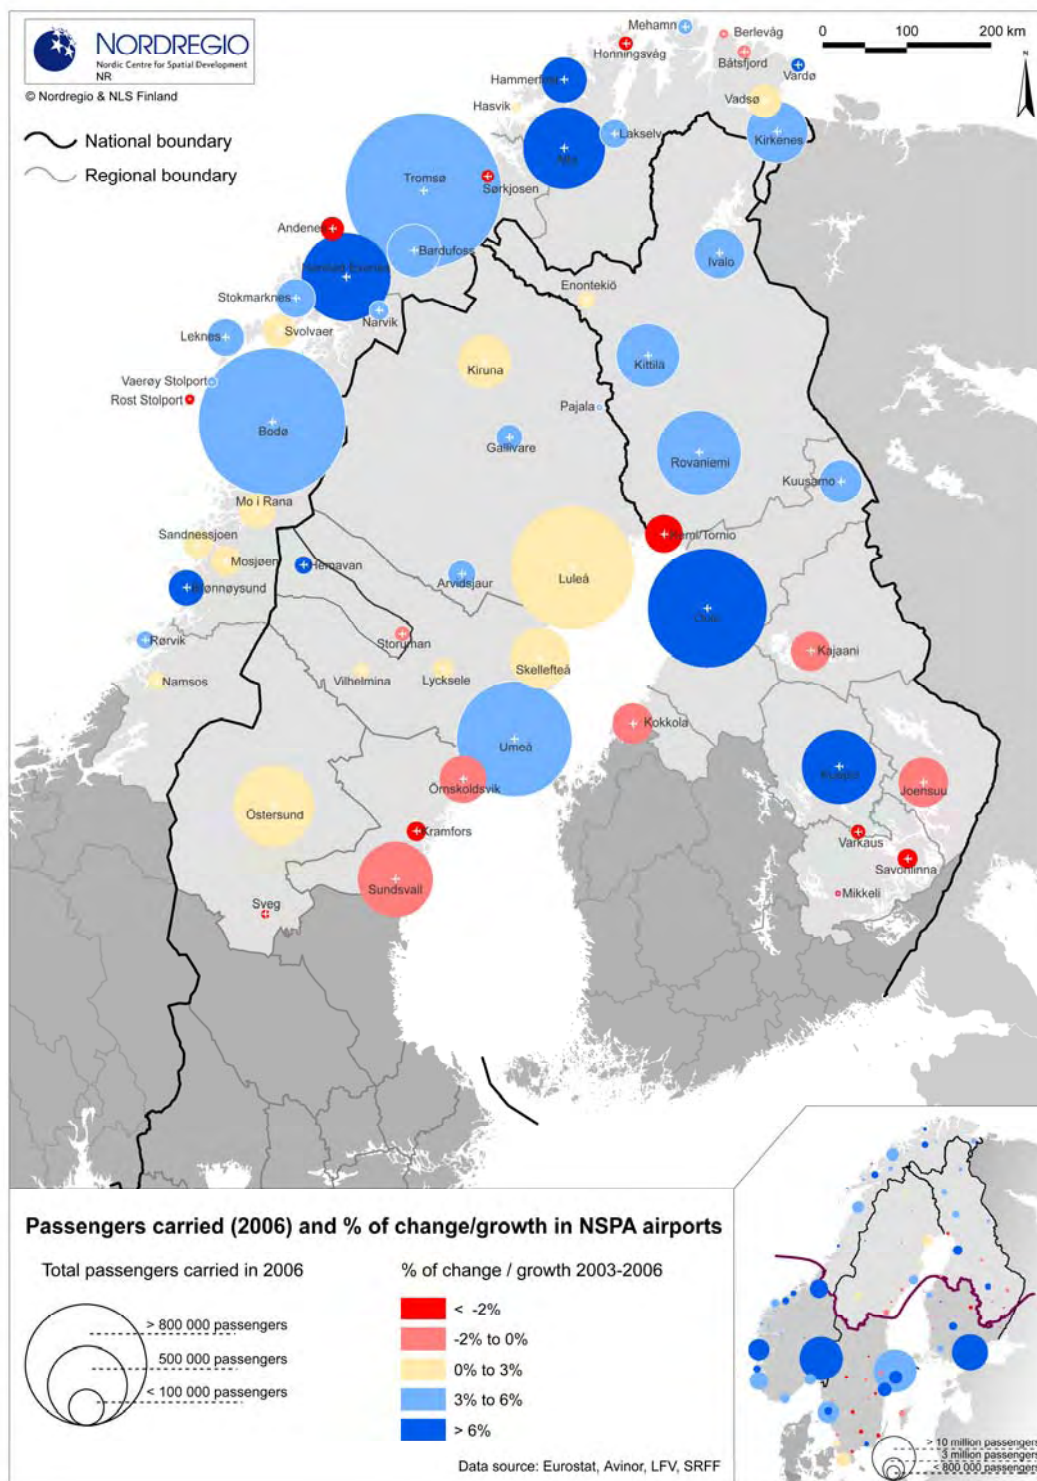 NORDREGIO
Nordic Centre for Spatial Development
NR
© Nordregio & NLS Finland
National boundary
Regional boundary
0 100 200 km
N
Mehamn
Berlevåg
Honningsvåg
Båtsfjord
Vardø
Hammerfest
Hasvik
Vadsø
Lakselv
Kirkenes
Alta
Tromsø
Sørkjosen
Andenes
Bardufoss
Ivalo
Stokmarknes
Enontekiö
Narvik
Svolvaer
Leknes
Kiruna
Kittilä
Vaerøy Stolport
Rost Stolport
Pajala
Bodø
Gällivare
Rovaniemi
Kuusamo
Mo i Rana
Sandnessjoen
Kemi/Tornio
Mosjøen
Hemavan
Luleå
Arvidsjaur
Brønnøysund
Oulu
Rørvik
Storuman
Kajaani
Skellefteå
Namsos
Vilhelmina
Lycksele
Kokkola
Umeå
Kuopio
Örnskoldsvik
Joensuu
Östersund
Kramfors
Varkaus
Savonlinna
Sundsvall
Mikkeli
Sveg
Passengers carried (2006) and % of change/growth in NSPA airports
Total passengers carried in 2006
> 800 000 passengers
500 000 passengers
< 100 000 passengers
% of change / growth 2003-2006
< -2%
-2% to 0%
0% to 3%
3% to 6%
> 6%
Data source: Eurostat, Avinor, LFV, SRFF
> 10 million passengers
3 million passengers
< 800 000 passengers